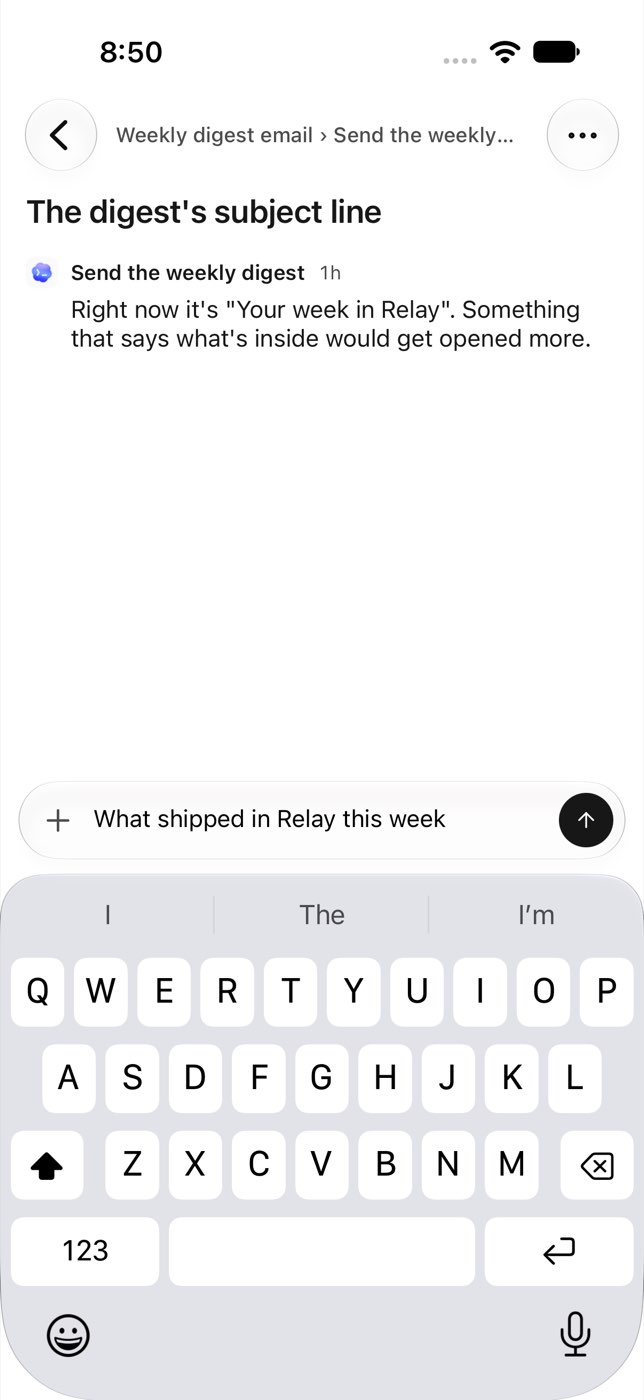 8:50
Weekly digest email › Send the weekly...
The digest's subject line
Send the weekly digest 1h
Right now it's "Your week in Relay". Something
that says what's inside would get opened more.
What shipped in Relay this week
I The I’m
Q W E R T Y U I O P
A S D F G H J K L
Z X C V B N M
123